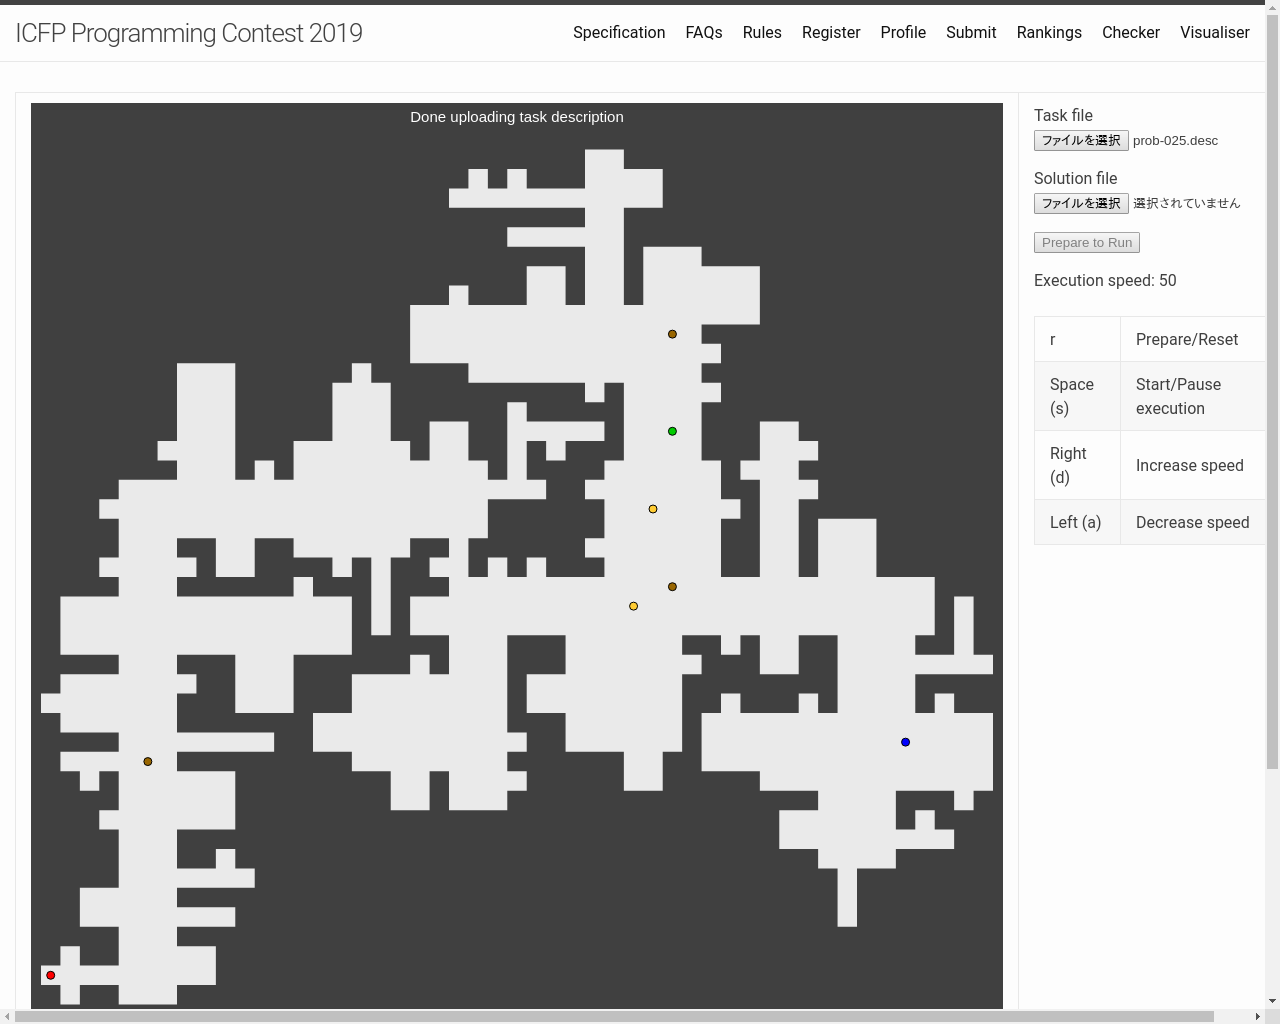 ICFP Programming Contest 2019
Specification FAQs Rules Register Profile Submit Rankings Checker Visualiser
Done uploading task description
Task file
ファイルを選択 prob-025.desc
Solution file
ファイルを選択 選択されていません
Prepare to Run
Execution speed: 50
r Prepare/Reset
Space (s) Start/Pause execution
Right (d) Increase speed
Left (a) Decrease speed